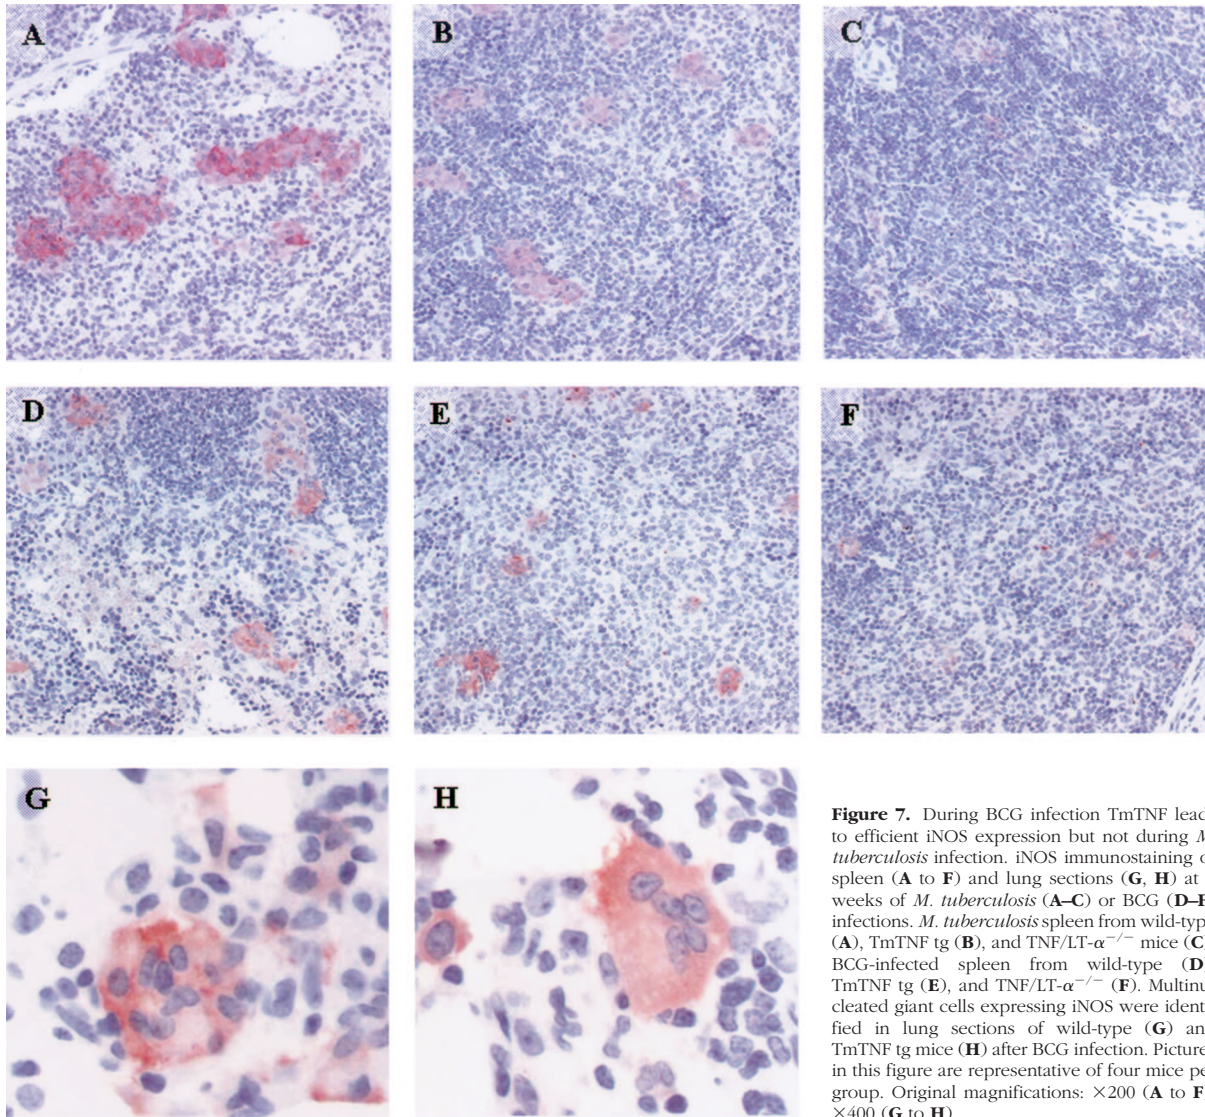 A
B
C
D
E
F
G
H
Figure 7. During BCG infection TmTNF lead
to efficient iNOS expression but not during M
tuberculosis infection. iNOS immunostaining o
spleen (A to F) and lung sections (G, H) at
weeks of M. tuberculosis (A–C) or BCG (D–F
infections. M. tuberculosis spleen from wild-typ
(A), TmTNF tg (B), and TNF/LT-α−/− mice (C)
BCG-infected spleen from wild-type (D)
TmTNF tg (E), and TNF/LT-α−/− (F). Multinu
cleated giant cells expressing iNOS were ident
fied in lung sections of wild-type (G) an
TmTNF tg mice (H) after BCG infection. Picture
in this figure are representative of four mice pe
group. Original magnifications: ×200 (A to F)
×400 (G to H)